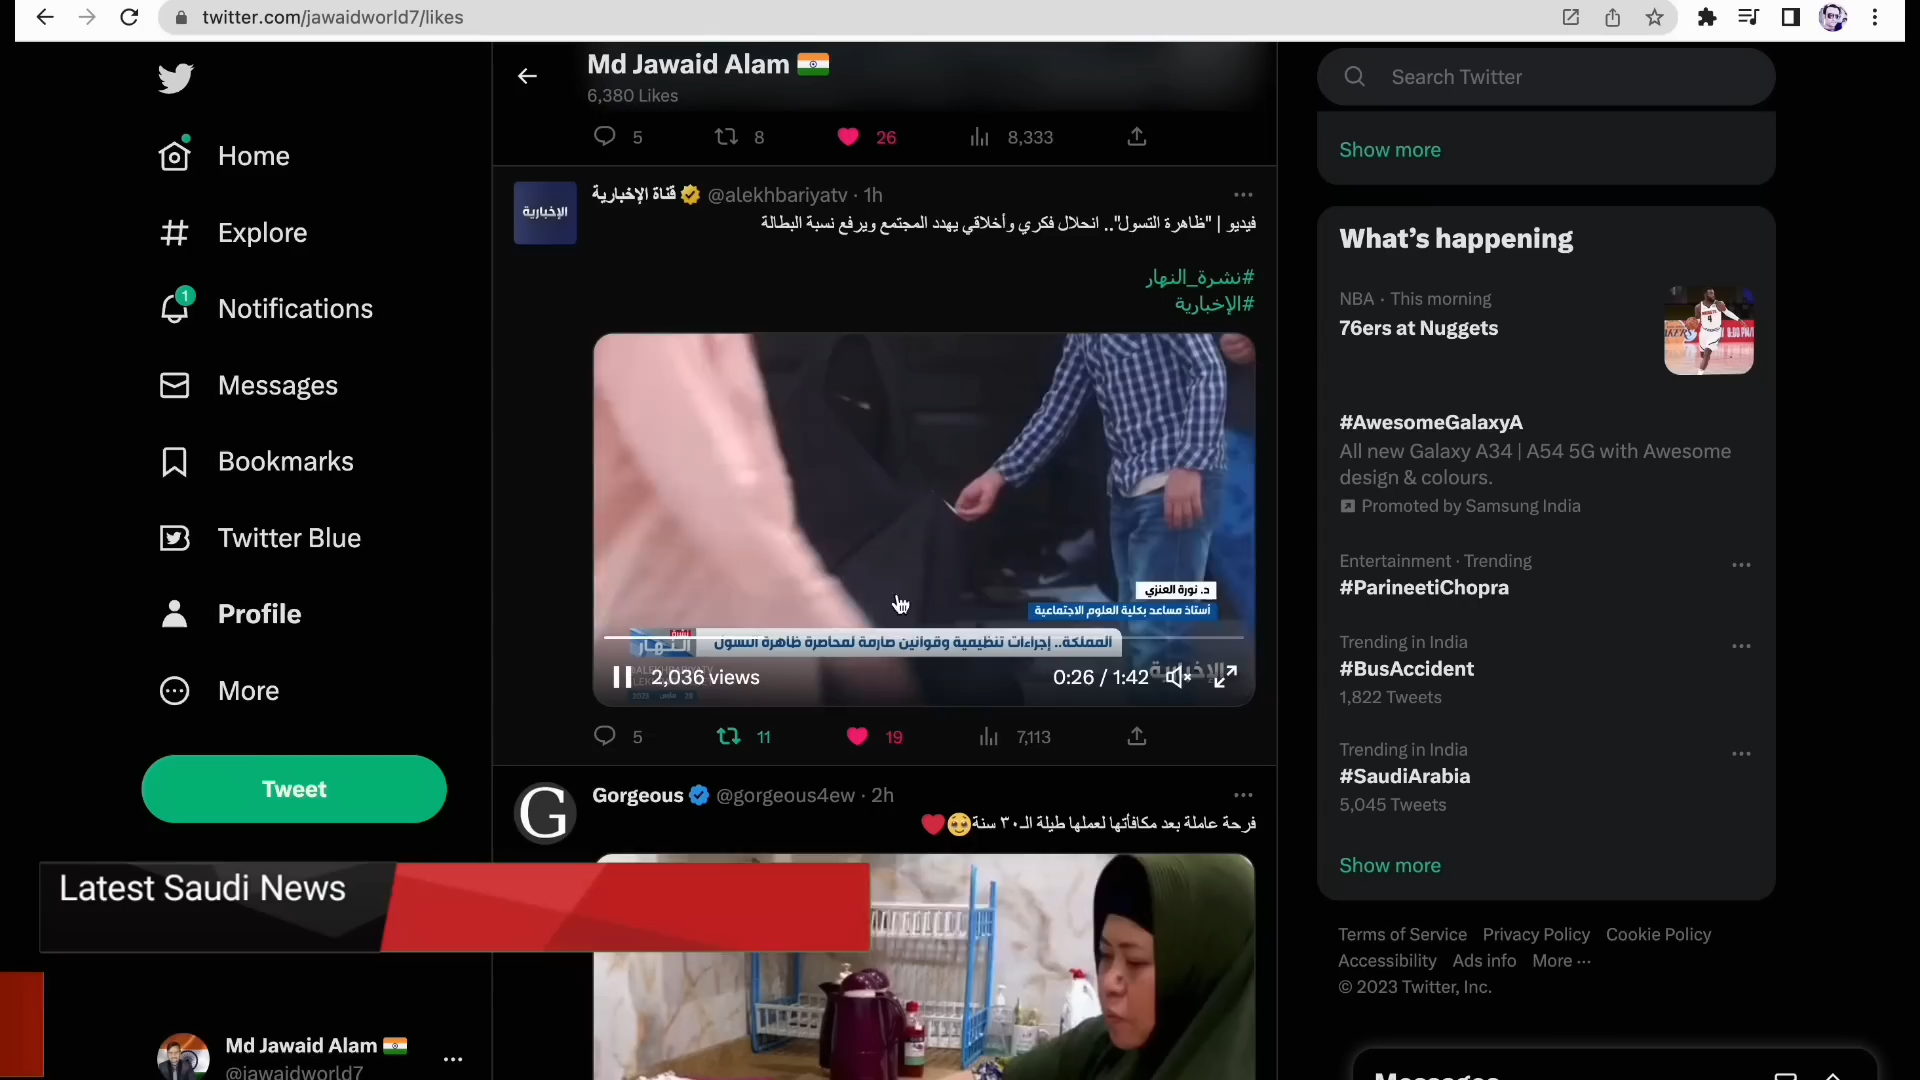 twitter.com/jawaidworld7/likes
Md Jawaid Alam
6,380 Likes
Search Twitter
5
8
26
8,333
Show more
Home
Explore
1
Notifications
Messages
Bookmarks
Twitter Blue
Profile
More
Tweet
الإخبارية
قناة الإخبارية @alekhbariyatv · 1h
فيديو | "ظاهرة التسول".. انحلال فكري وأخلاقي يهدد المجتمع ويرفع نسبة البطالة
#نشرة_النهار
#الإخبارية
د. نورة العنزي
أستاذ مساعد بكلية العلوم الاجتماعية
نشرة
النهار
المملكة.. إجراءات تنظيمية وقوانين صارمة لمحاصرة ظاهرة التسول
الإخبارية
2,036 views
0:26 / 1:42
5
11
19
7,113
G
Gorgeous @gorgeous4ew · 2h
فرحة عاملة بعد مكافأتها لعملها طيلة الـ٣٠ سنة
What's happening
NBA · This morning
76ers at Nuggets
#AwesomeGalaxyA
All new Galaxy A34 | A54 5G with Awesome
design & colours.
Promoted by Samsung India
Entertainment · Trending
#ParineetiChopra
Trending in India
#BusAccident
1,822 Tweets
Trending in India
#SaudiArabia
5,045 Tweets
Show more
Terms of Service Privacy Policy Cookie Policy
Accessibility Ads info More ···
© 2023 Twitter, Inc.
Latest Saudi News
Md Jawaid Alam
@jawaidworld7
Messages